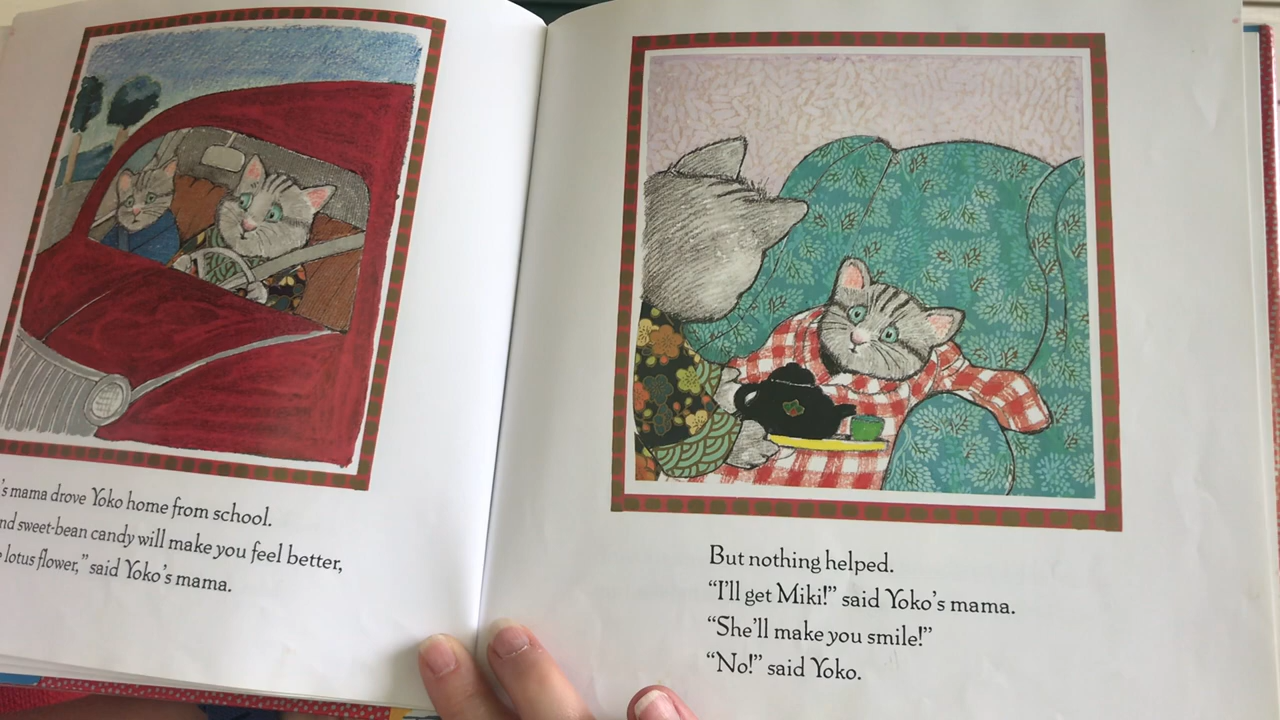 's mama drove Yoko home from school.
nd sweet-bean candy will make you feel better,
lotus flower,” said Yoko's mama.
But nothing helped.
“I'll get Miki!” said Yoko's mama.
“She'll make you smile!”
“No!” said Yoko.